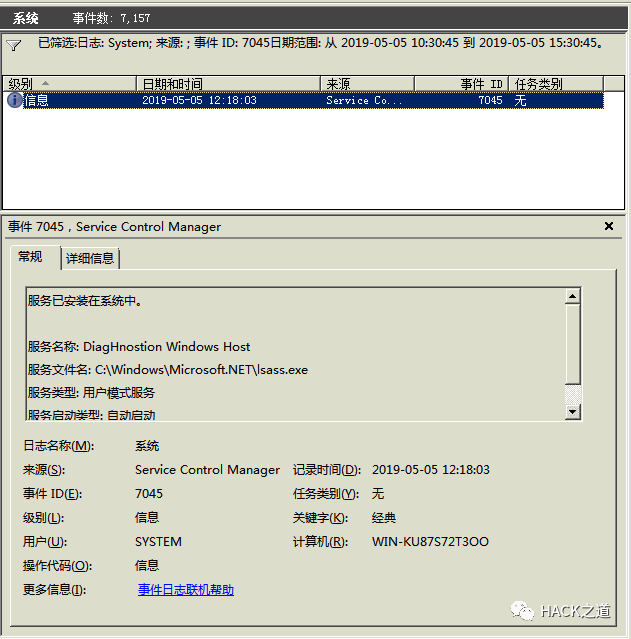 系统 事件数: 7,157
已筛选:日志: System; 来源: ; 事件 ID: 7045日期范围: 从 2019-05-05 10:30:45 到 2019-05-05 15:30:45。
级别 日期和时间 来源 事件 ID 任务类别
信息 2019-05-05 12:18:03 Service Co... 7045 无
事件 7045，Service Control Manager
常规 详细信息
服务已安装在系统中。
服务名称: DiagHnostion Windows Host
服务文件名: C:\Windows\Microsoft.NET\lsass.exe
服务类型: 用户模式服务
服务启动类型: 自动启动
日志名称(M): 系统
来源(S): Service Control Manager 记录时间(D): 2019-05-05 12:18:03
事件 ID(E): 7045 任务类别(Y): 无
级别(L): 信息 关键字(K): 经典
用户(U): SYSTEM 计算机(R): WIN-KU87S72T3OO
操作代码(O): 信息
更多信息(I): 事件日志联机帮助
HACK之道